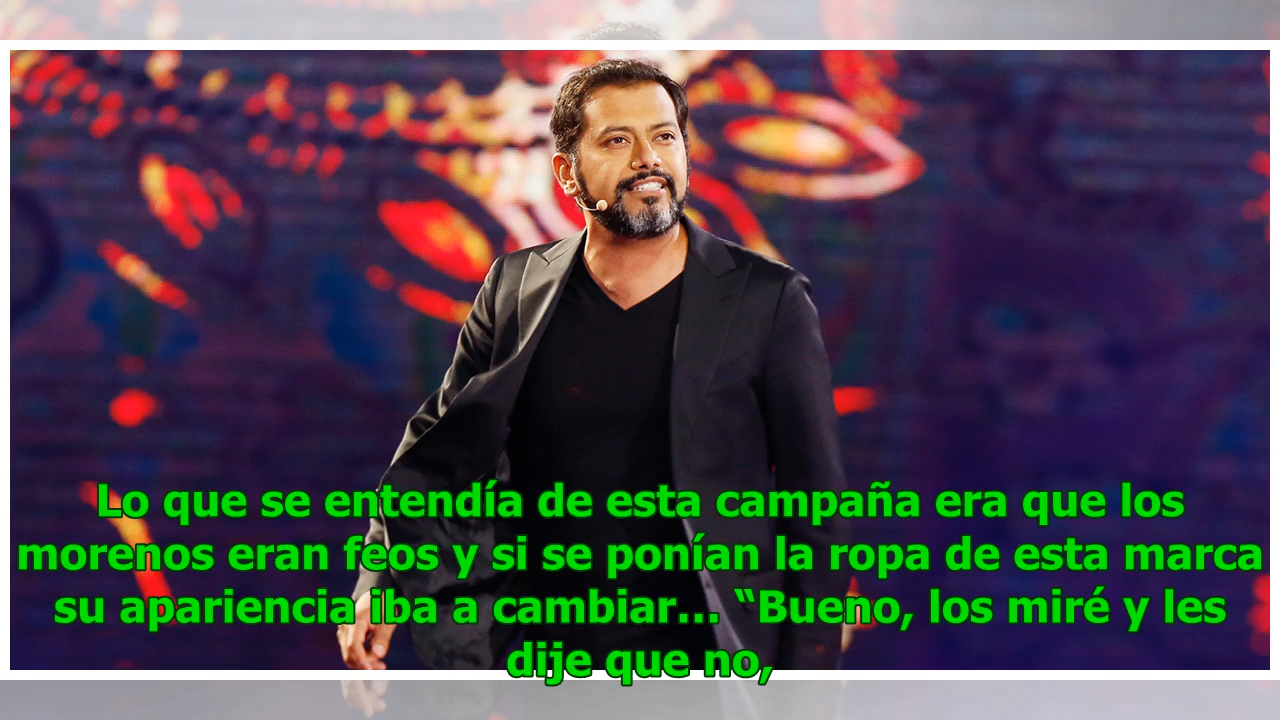 Lo que se entendía de esta campaña era que los
morenos eran feos y si se ponían la ropa de esta marca
su apariencia iba a cambiar... “Bueno, los miré y les
dije que no,